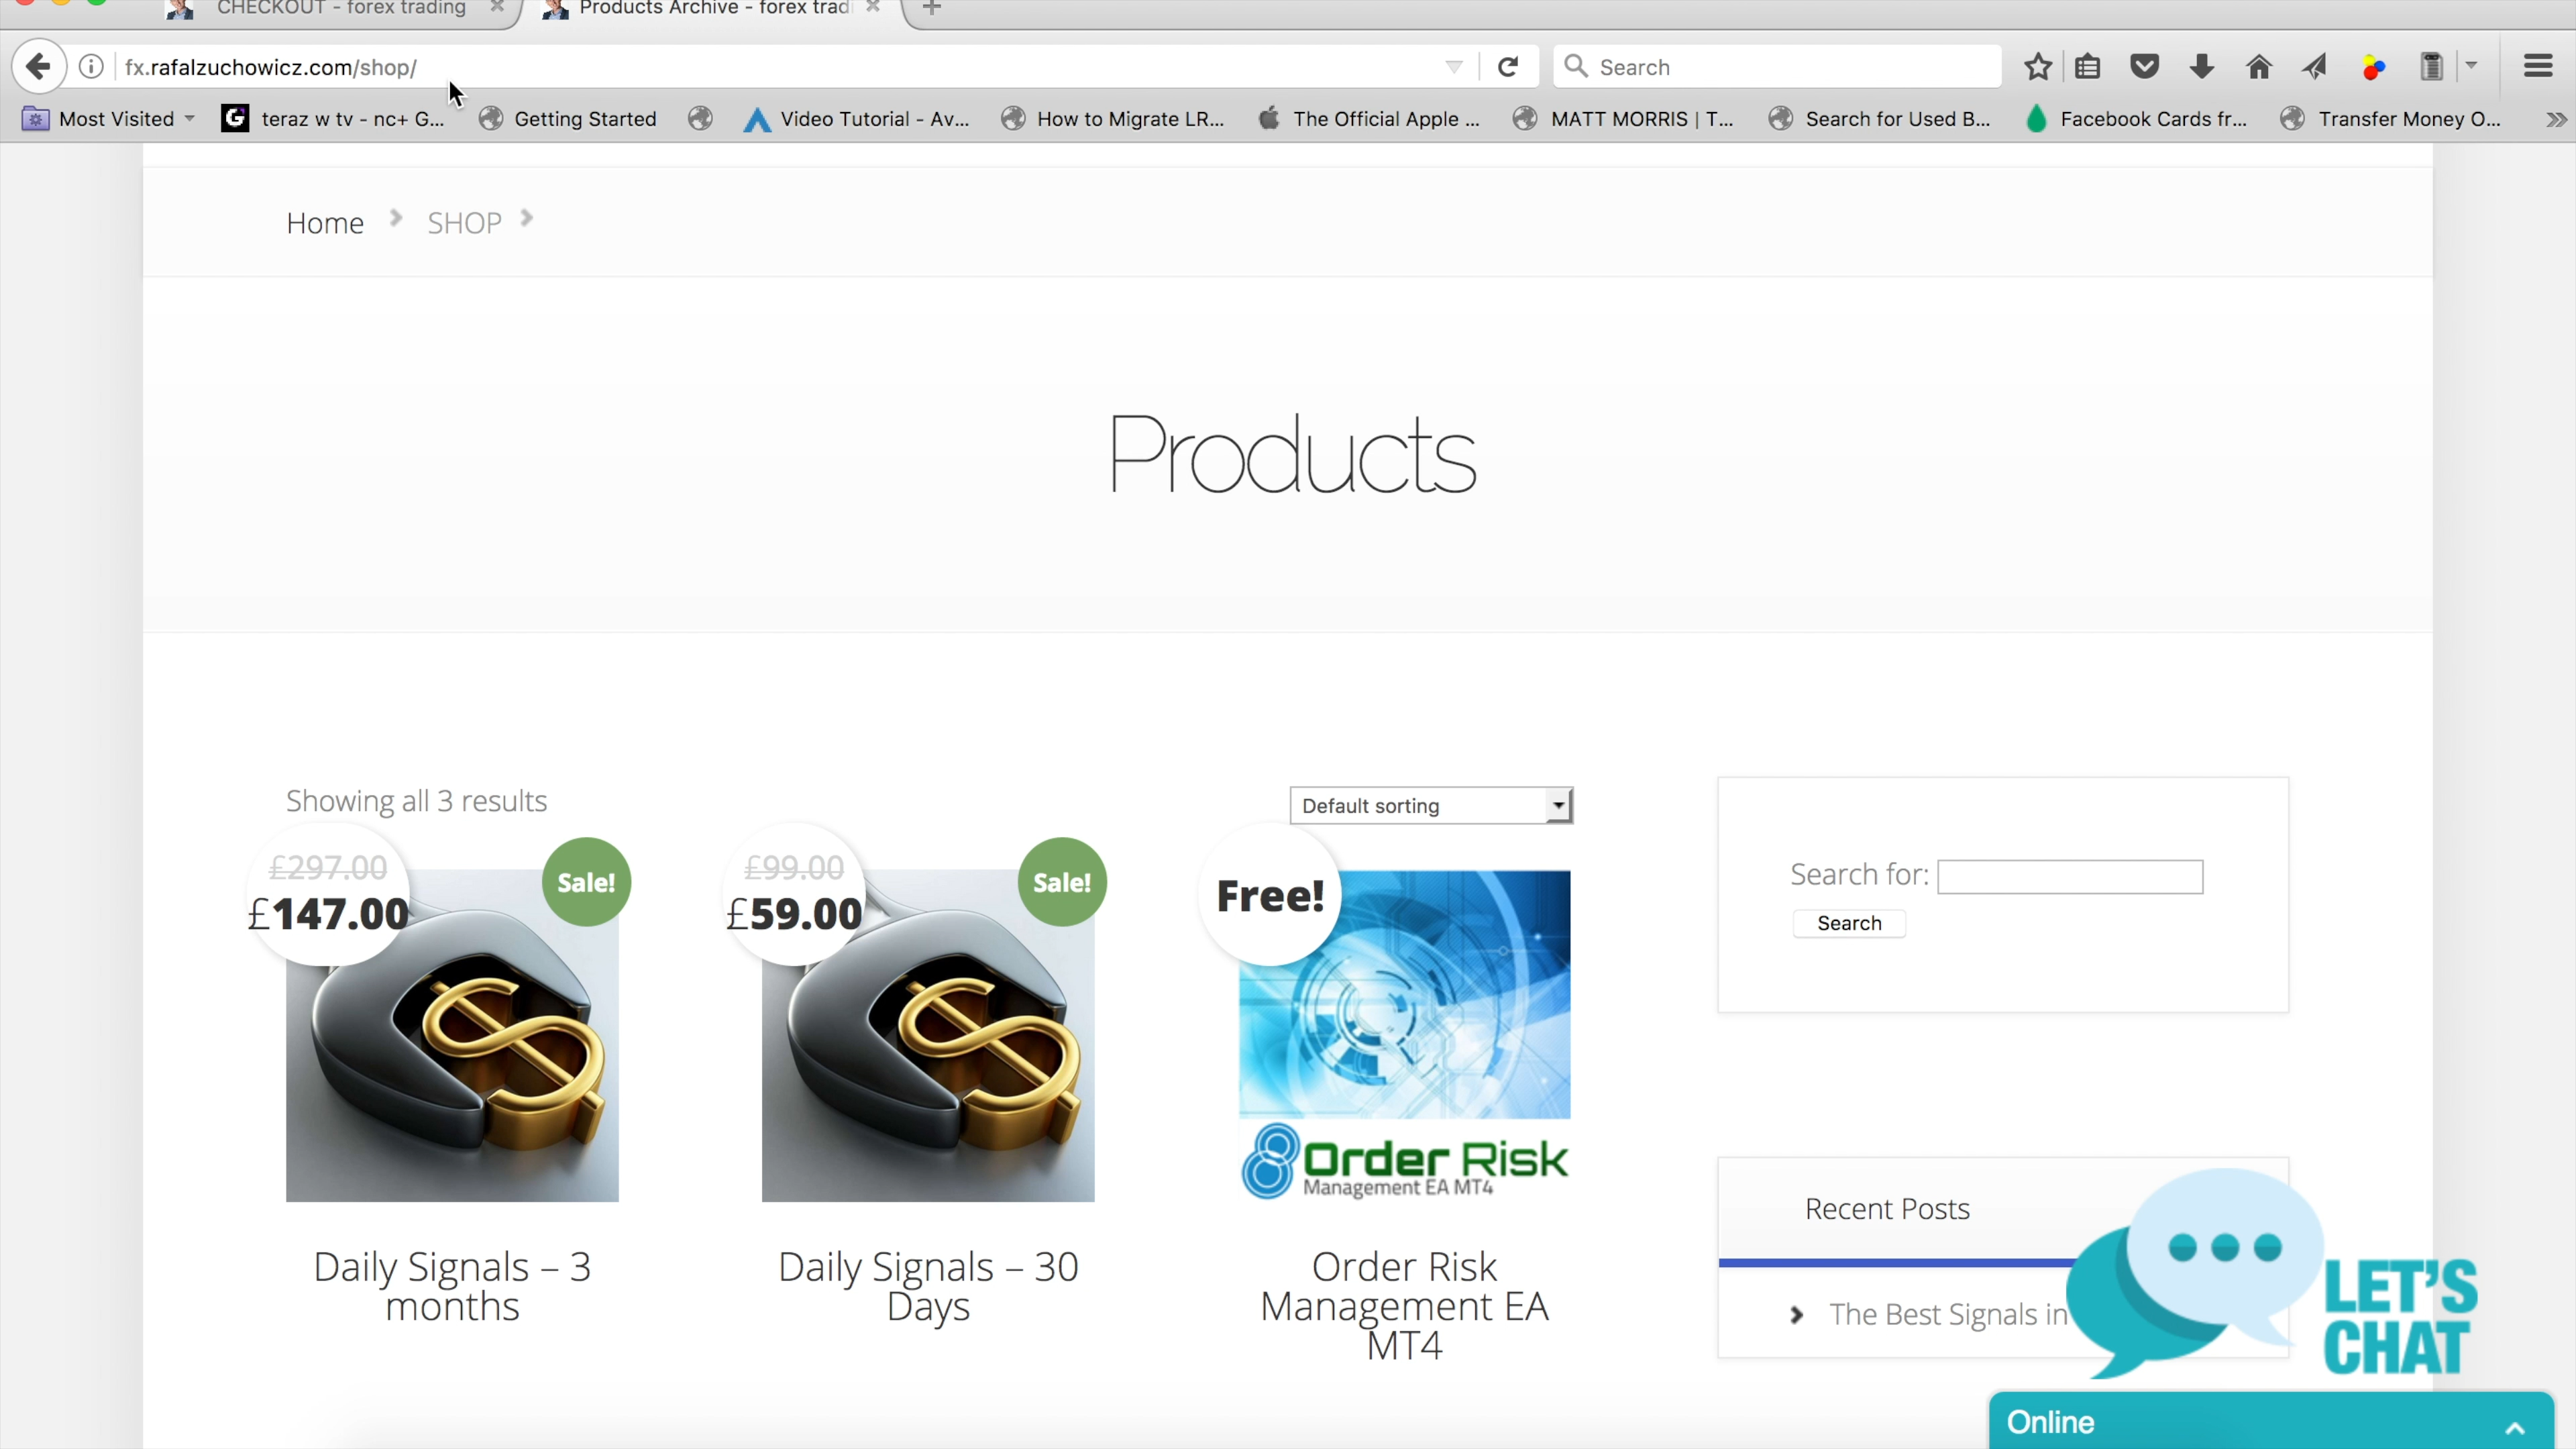 CHECKOUT - forex trading
Products Archive - forex tradi
fx.rafalzuchowicz.com/shop/
Search
Most Visited
teraz w tv - nc+ G...
Getting Started
Video Tutorial - Av...
How to Migrate LR...
The Official Apple ...
MATT MORRIS | T...
Search for Used B...
Facebook Cards fr...
Transfer Money O...
Home
SHOP
Products
Showing all 3 results
Default sorting
£297.00
£147.00
Sale!
£99.00
£59.00
Sale!
Free!
Order Risk
Management EA MT4
Daily Signals – 3
months
Daily Signals – 30
Days
Order Risk
Management EA
MT4
Search for:
Search
Recent Posts
The Best Signals in
LET'S
CHAT
Online